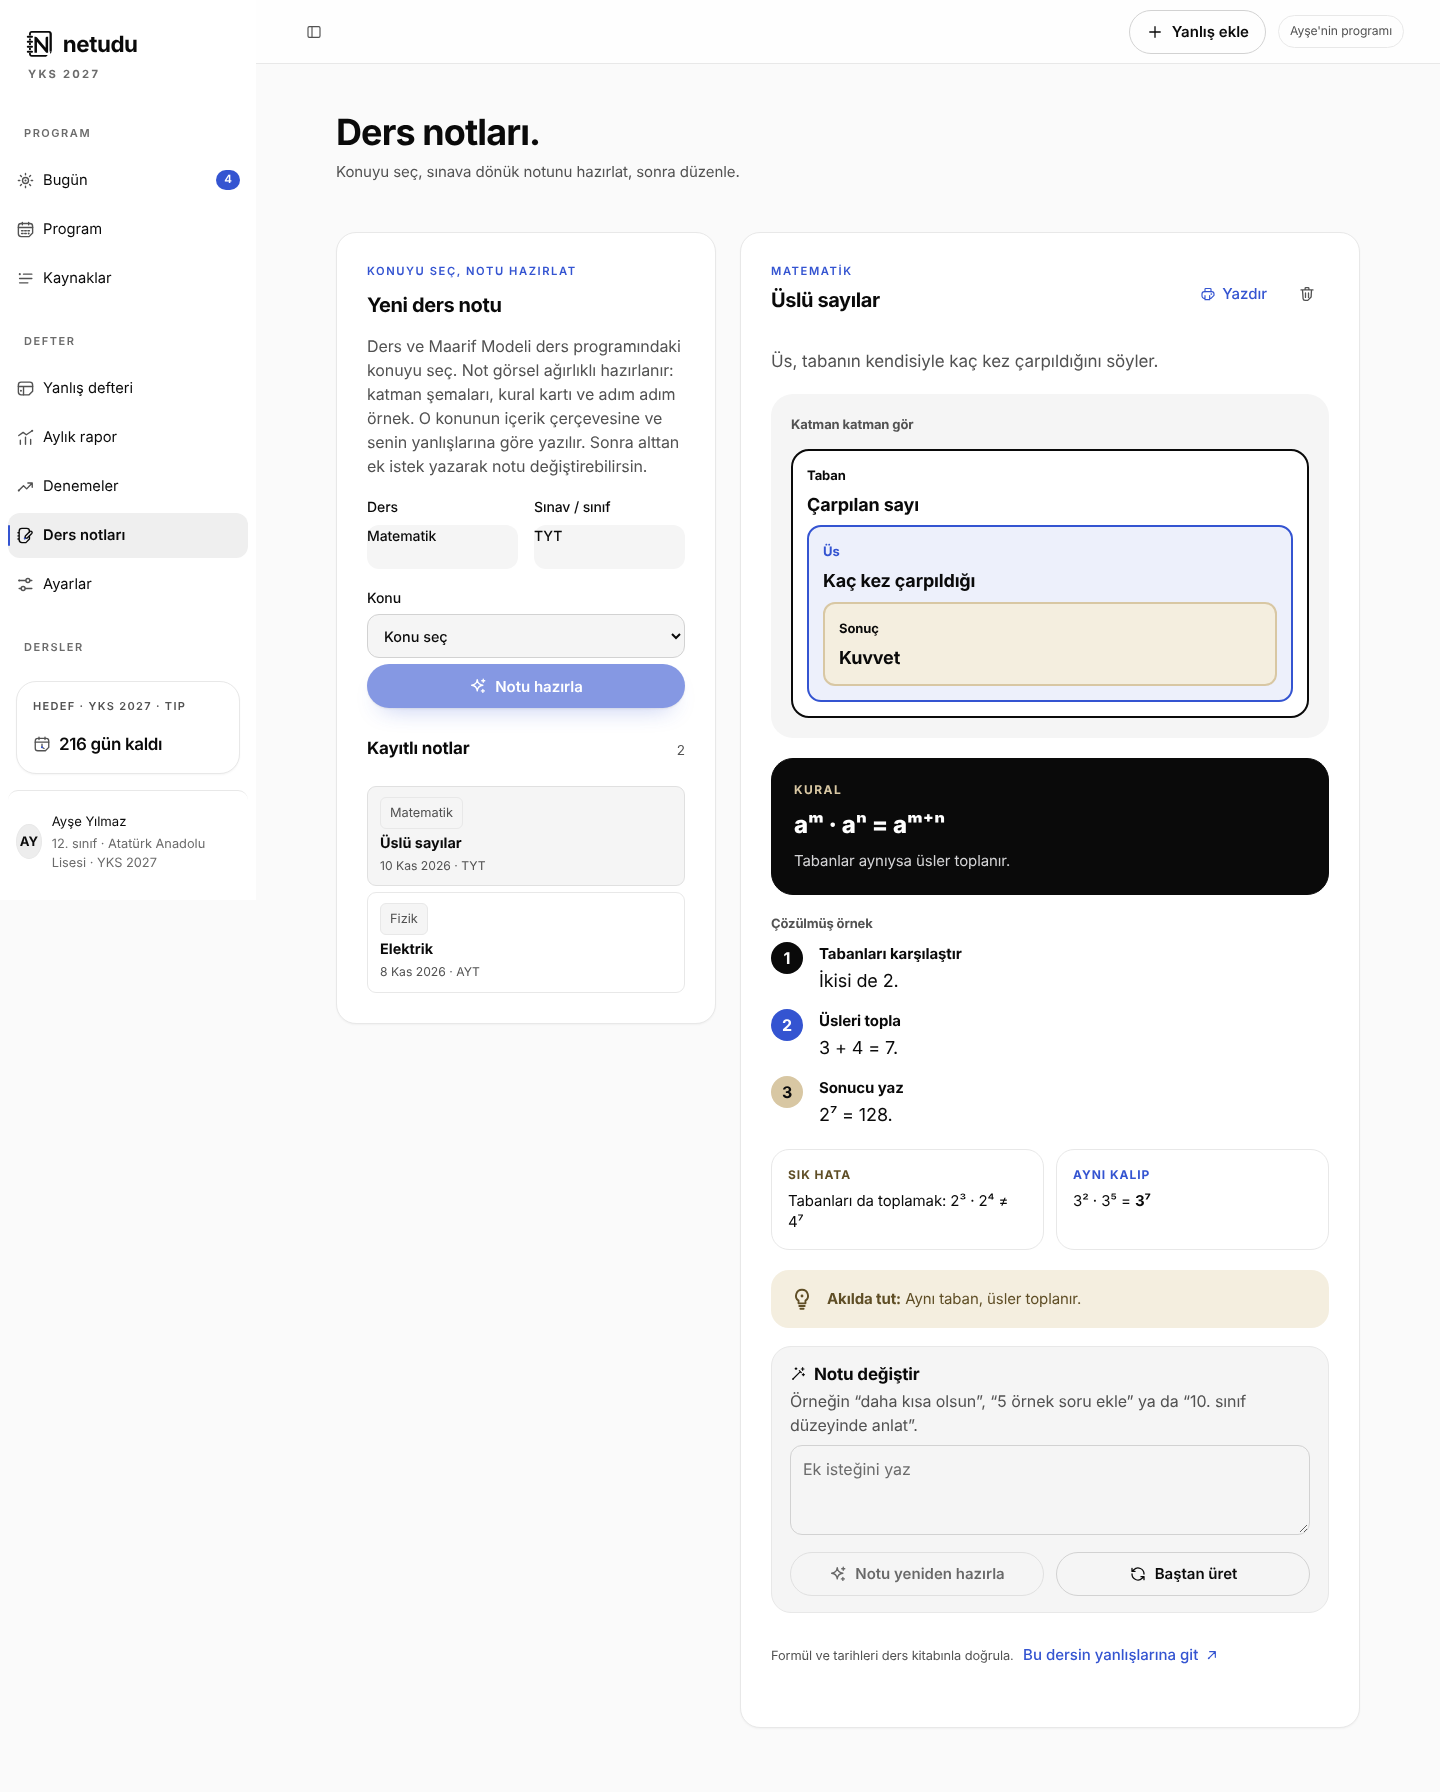 netudu
YKS 2027
PROGRAM
Bugün
4
Program
Kaynaklar
DEFTER
Yanlış defteri
Aylık rapor
Denemeler
Ders notları
Ayarlar
DERSLER
HEDEF · YKS 2027 · TIP
216 gün kaldı
AY
Ayşe Yılmaz
12. sınıf · Atatürk Anadolu
Lisesi · YKS 2027
Yanlış ekle
Ayşe'nin programı
Ders notları.
Konuyu seç, sınava dönük notunu hazırlat, sonra düzenle.
KONUYU SEÇ, NOTU HAZIRLAT
Yeni ders notu
Ders ve Maarif Modeli ders programındaki
konuyu seç. Not görsel ağırlıklı hazırlanır:
katman şemaları, kural kartı ve adım adım
örnek. O konunun içerik çerçevesine ve
senin yanlışlarına göre yazılır. Sonra alttan
ek istek yazarak notu değiştirebilirsin.
Ders
Sınav / sınıf
Matematik
TYT
Konu
Konu seç
Notu hazırla
Kayıtlı notlar
2
Matematik
Üslü sayılar
10 Kas 2026 · TYT
Fizik
Elektrik
8 Kas 2026 · AYT
MATEMATİK
Üslü sayılar
Yazdır
Üs, tabanın kendisiyle kaç kez çarpıldığını söyler.
Katman katman gör
Taban
Çarpılan sayı
Üs
Kaç kez çarpıldığı
Sonuç
Kuvvet
KURAL
aᵐ · aⁿ = aᵐ⁺ⁿ
Tabanlar aynıysa üsler toplanır.
Çözülmüş örnek
1
Tabanları karşılaştır
İkisi de 2.
2
Üsleri topla
3 + 4 = 7.
3
Sonucu yaz
2⁷ = 128.
SIK HATA
Tabanları da toplamak: 2³ · 2⁴ ≠
4⁷
AYNI KALIP
3² · 3⁵ = 3⁷
Akılda tut: Aynı taban, üsler toplanır.
Notu değiştir
Örneğin “daha kısa olsun”, “5 örnek soru ekle” ya da “10. sınıf
düzeyinde anlat”.
Ek isteğini yaz
Notu yeniden hazırla
Baştan üret
Formül ve tarihleri ders kitabınla doğrula.
Bu dersin yanlışlarına git